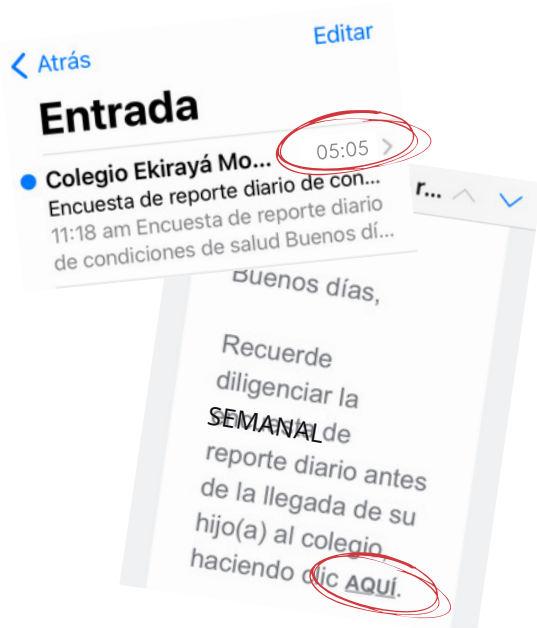 Atrás
Editar
Entrada
Colegio Ekirayá Mo...
05:05
Encuesta de reporte diario de con...
11:18 am Encuesta de reporte diario
de condiciones de salud Buenos dí...
r...
Buenos días,
Recuerde
diligenciar la
SEMANAL
de
reporte diario antes
de la llegada de su
hijo(a) al colegio,
haciendo clic AQUÍ.